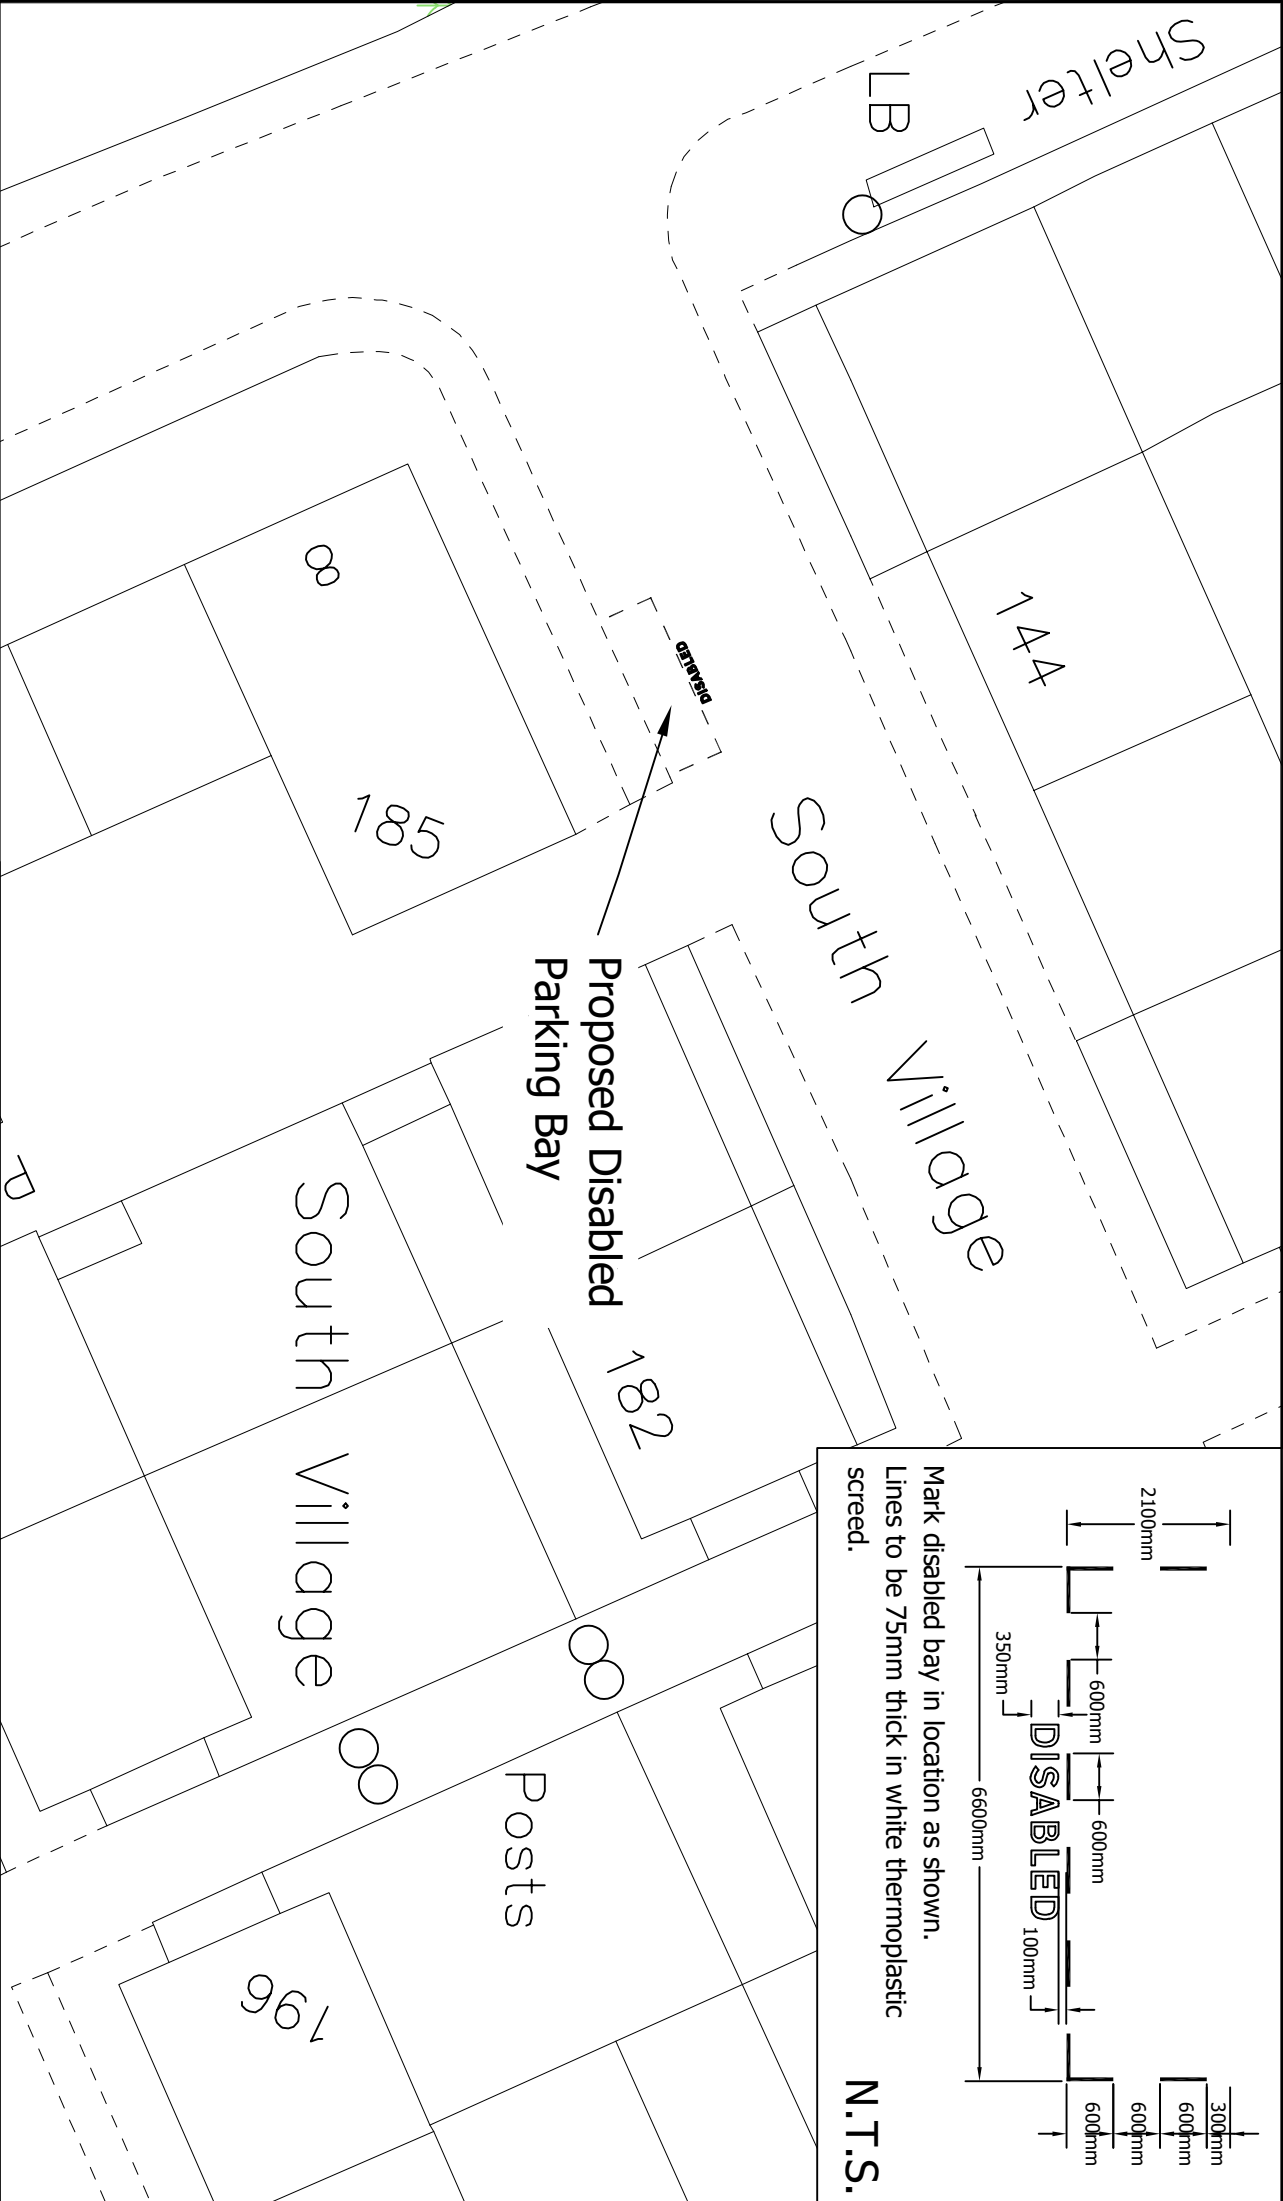 Shelter
LB
144
South Village
DISABLED
8
185
Proposed Disabled
Parking Bay
182
South Village
Posts
196
P
2100mm
600mm
600mm
350mm
DISABLED
100mm
6600mm
300mm
600mm
600mm
600mm
Mark disabled bay in location as shown.
Lines to be 75mm thick in white thermoplastic
screed.
N.T.S.